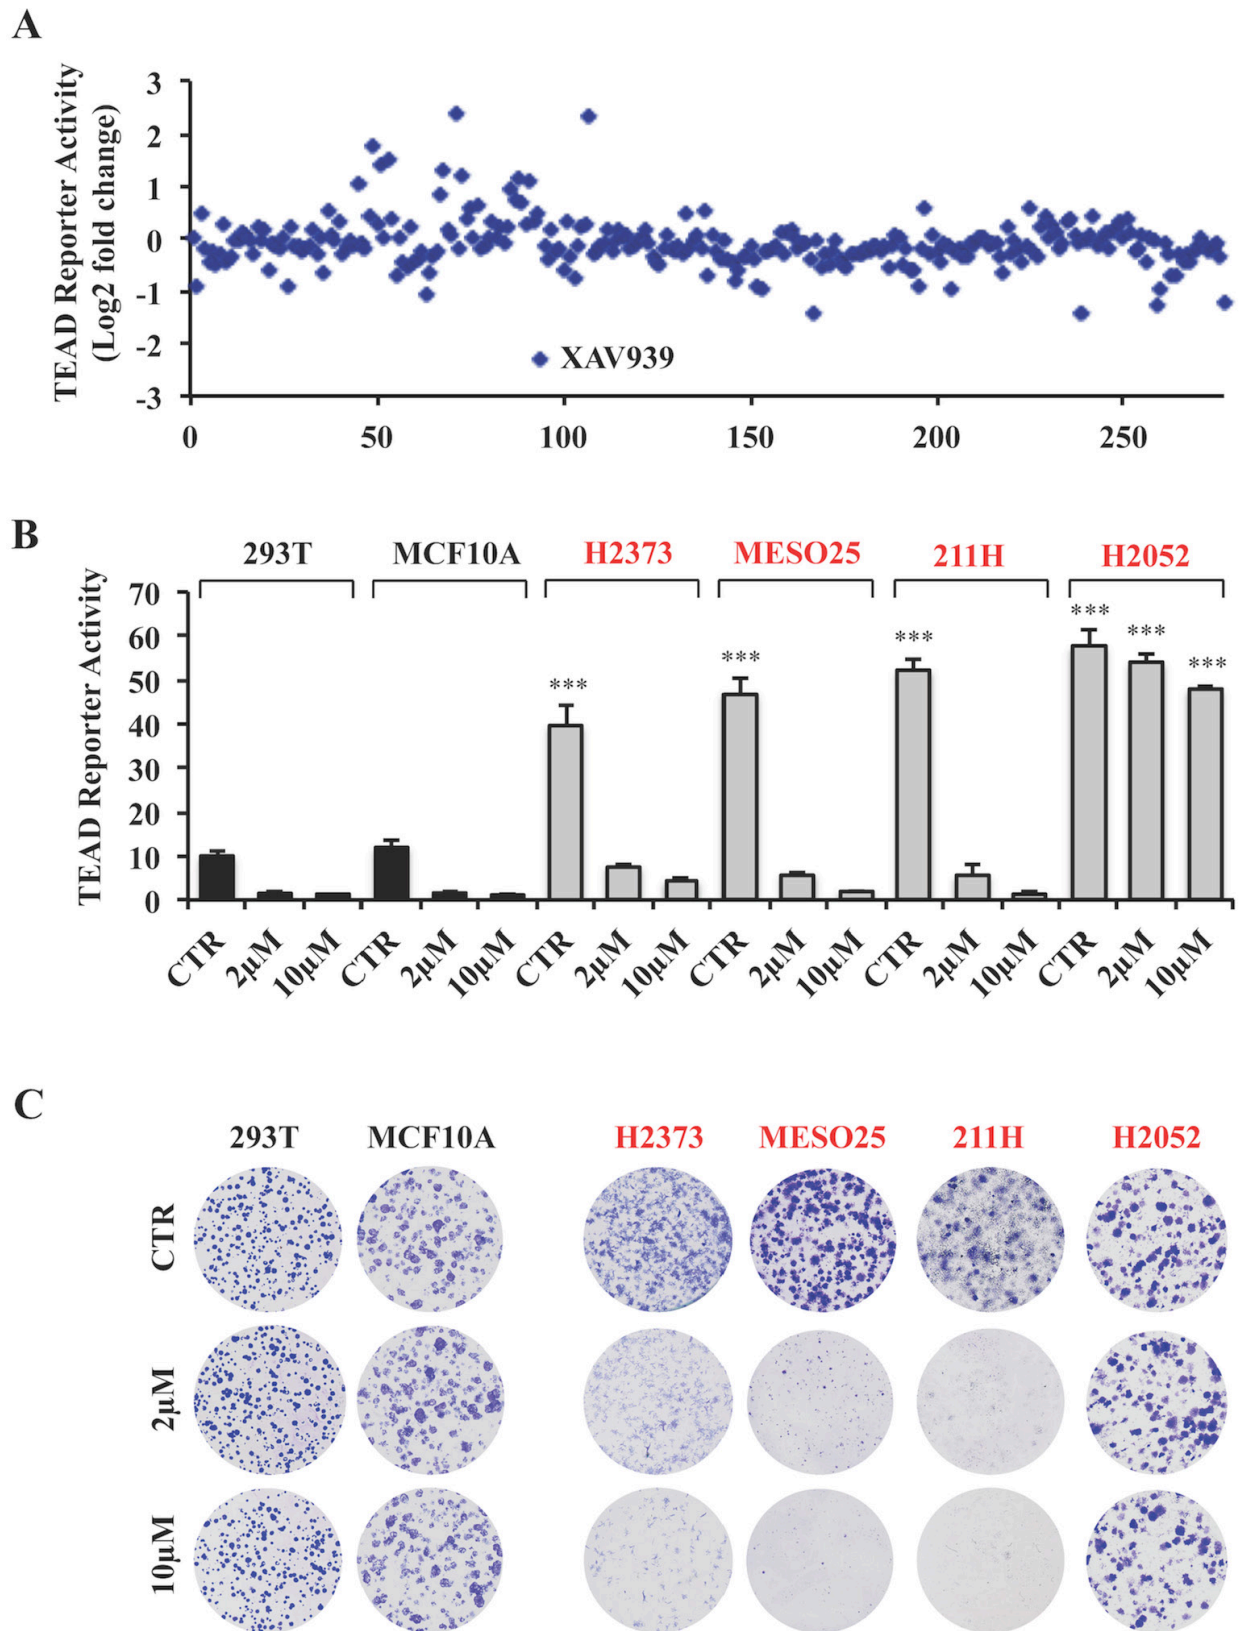 A
TEAD Reporter Activity
(Log2 fold change)
3
2
1
0
-1
-2
-3
XAV939
0 50 100 150 200 250
B
293T MCF10A H2373 MESO25 211H H2052
TEAD Reporter Activity
70
60
50
40
30
20
10
0
*** *** *** *** *** ***
CTR 2μM 10μM CTR 2μM 10μM CTR 2μM 10μM CTR 2μM 10μM CTR 2μM 10μM CTR 2μM 10μM
C
293T MCF10A H2373 MESO25 211H H2052
CTR
2μM
10μM